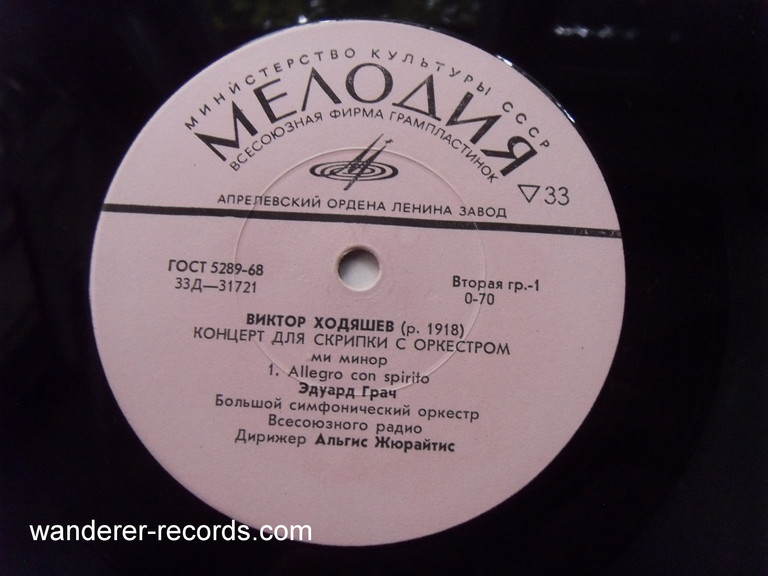 МИНИСТЕРСТВО КУЛЬТУРЫ СССР
МЕЛОДИЯ
ВСЕСОЮЗНАЯ ФИРМА ГРАМПЛАСТИНОК
▽33
АПРЕЛЕВСКИЙ ОРДЕНА ЛЕНИНА ЗАВОД
ГОСТ 5289-68
33Д—31721
Вторая гр.-1
0-70
ВИКТОР ХОДЯШЕВ (р. 1918)
КОНЦЕРТ ДЛЯ СКРИПКИ С ОРКЕСТРОМ
ми минор
1. Allegro con spirito
Эдуард Грач
Большой симфонический оркестр
Всесоюзного радио
Дирижер Альгис Жюрайтис
wanderer-records.com